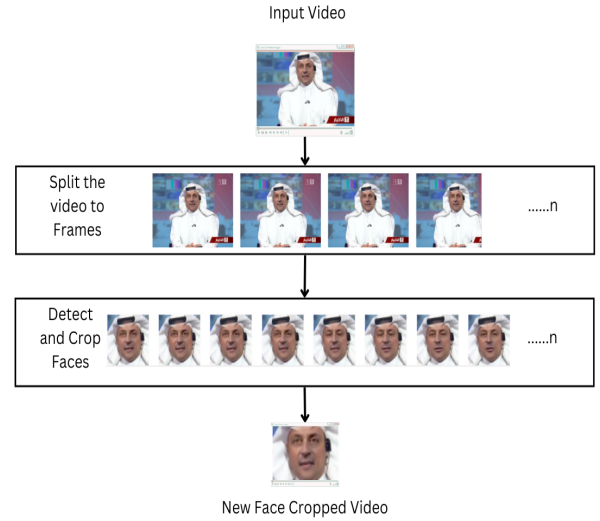 Input Video
Split the
video to
Frames
......n
Detect
and Crop
Faces
......n
New Face Cropped Video